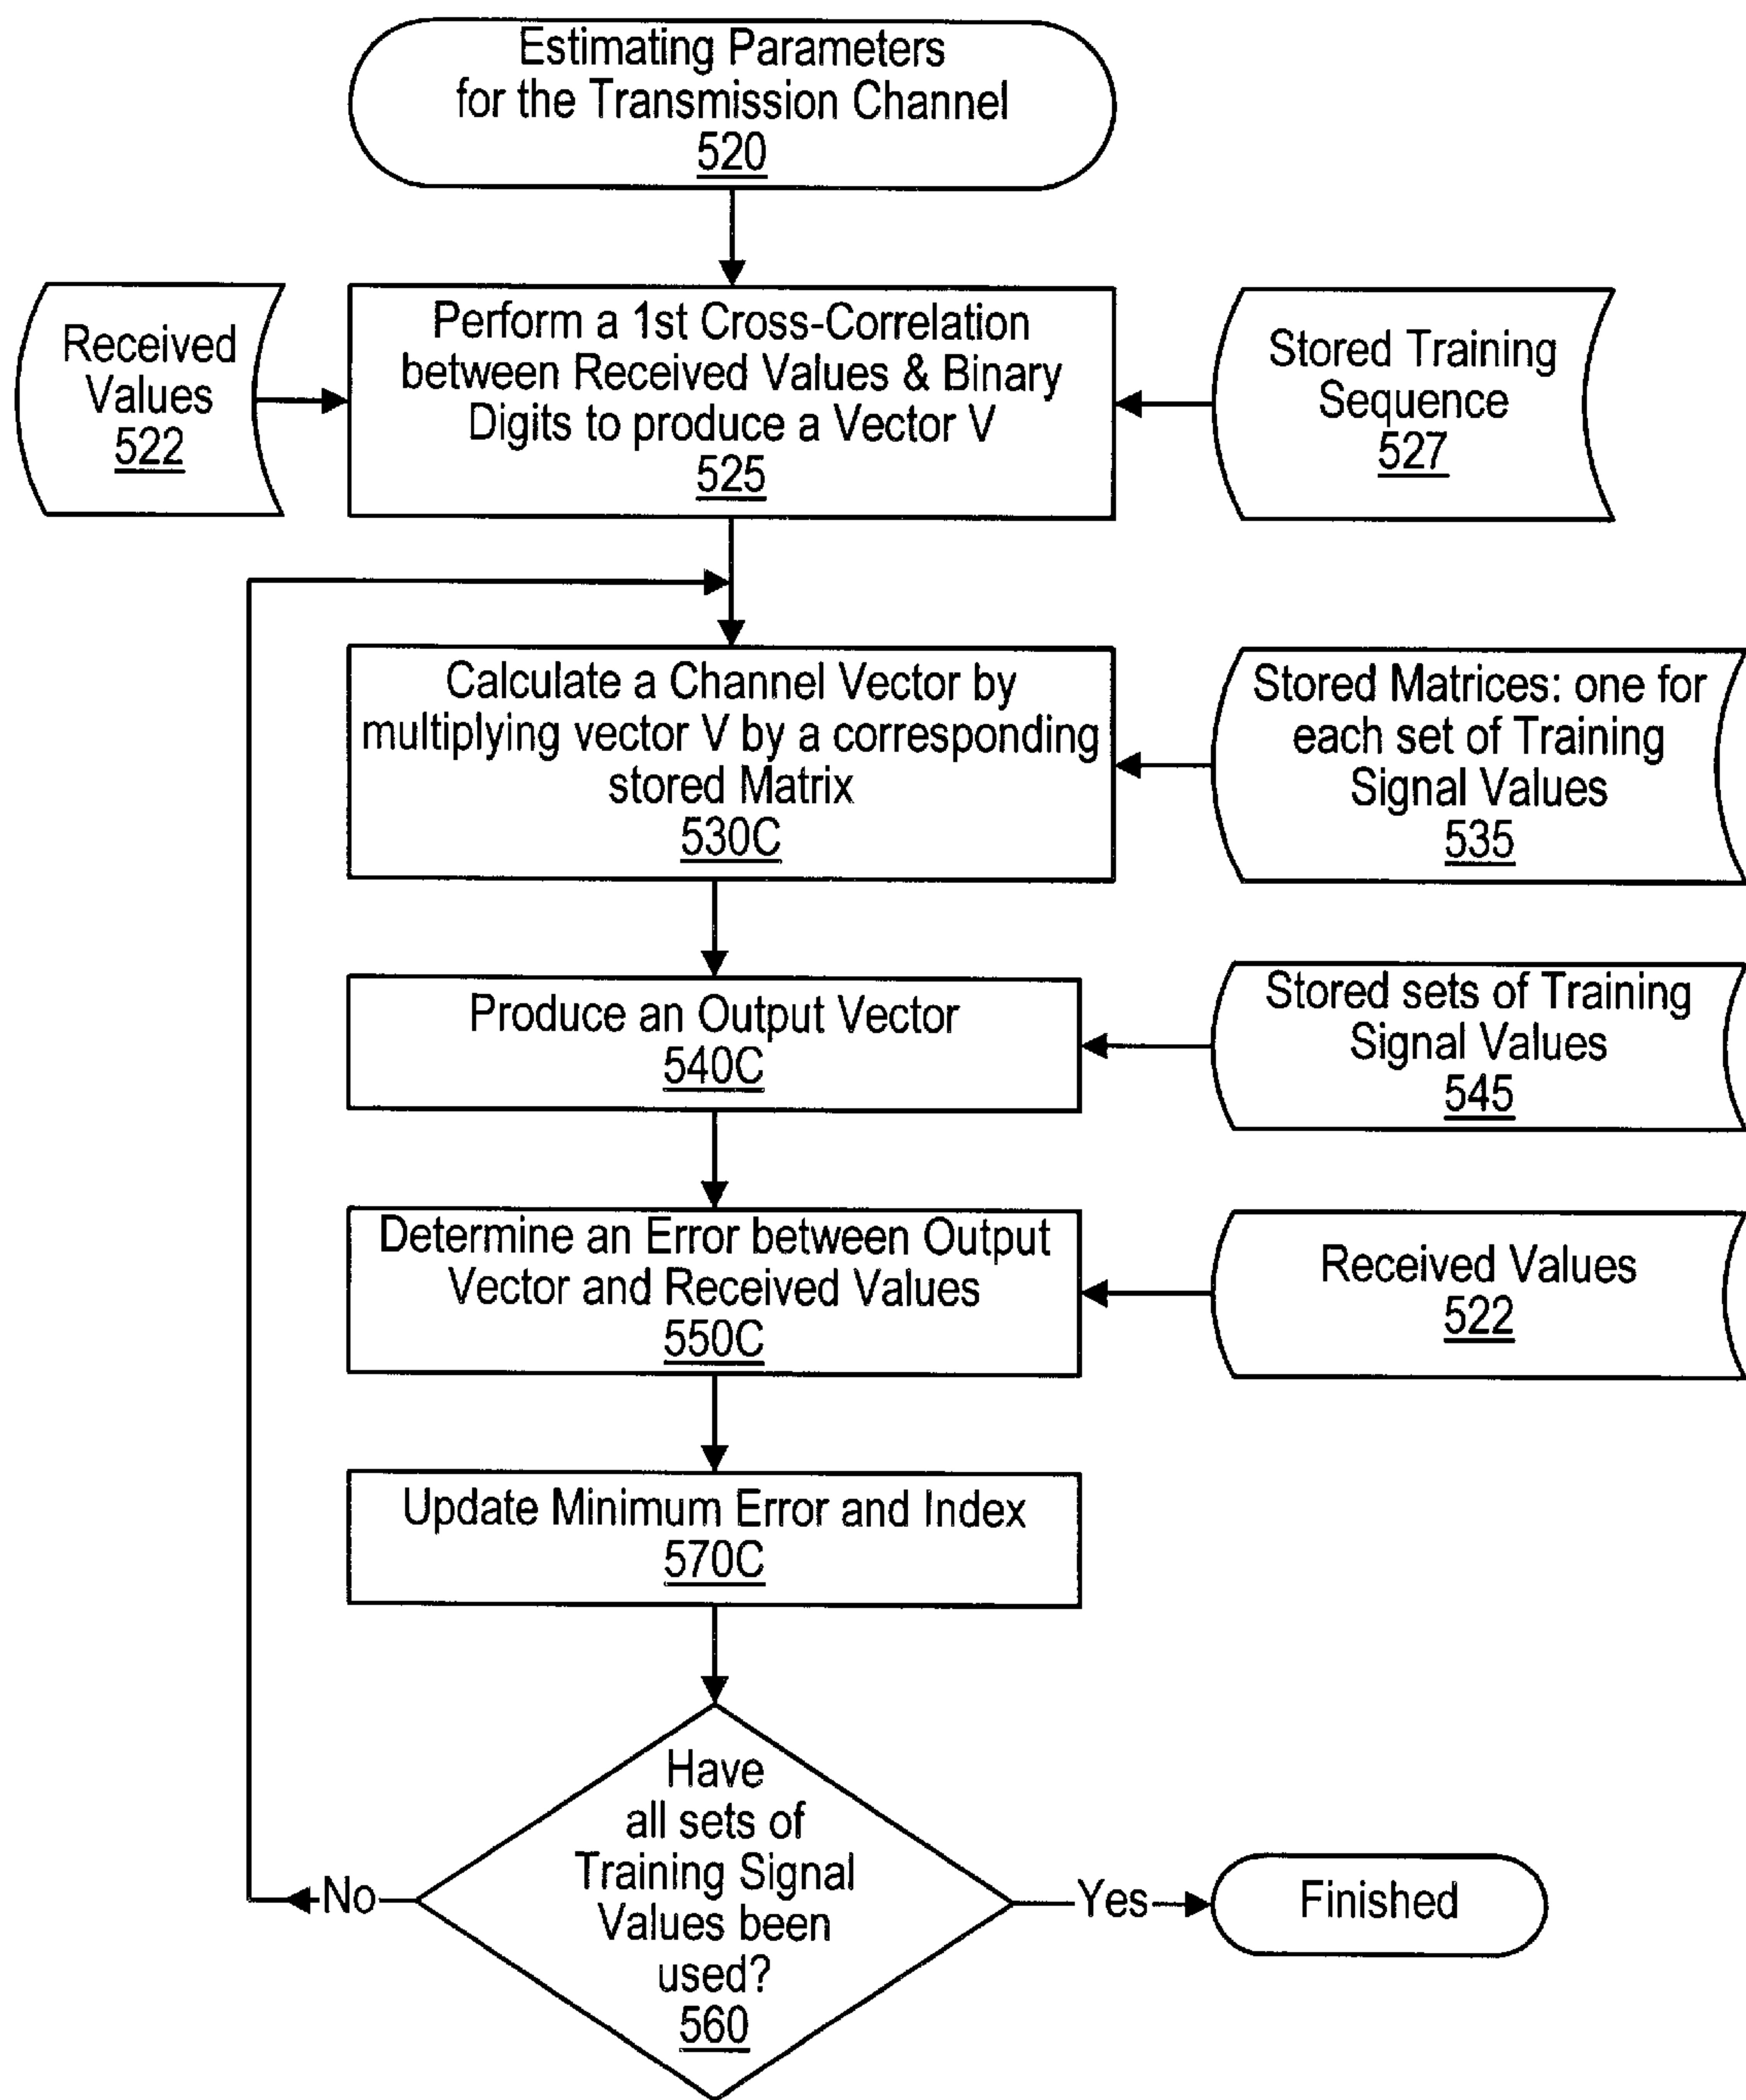 Estimating Parameters
for the Transmission Channel
520
Received
Values
522
Perform a 1st Cross-Correlation
between Received Values & Binary
Digits to produce a Vector V
525
Stored Training
Sequence
527
Calculate a Channel Vector by
multiplying vector V by a corresponding
stored Matrix
530C
Stored Matrices: one for
each set of Training
Signal Values
535
Produce an Output Vector
540C
Stored sets of Training
Signal Values
545
Determine an Error between Output
Vector and Received Values
550C
Received Values
522
Update Minimum Error and Index
570C
Have
all sets of
Training Signal
Values been
used?
560
No
Yes
Finished